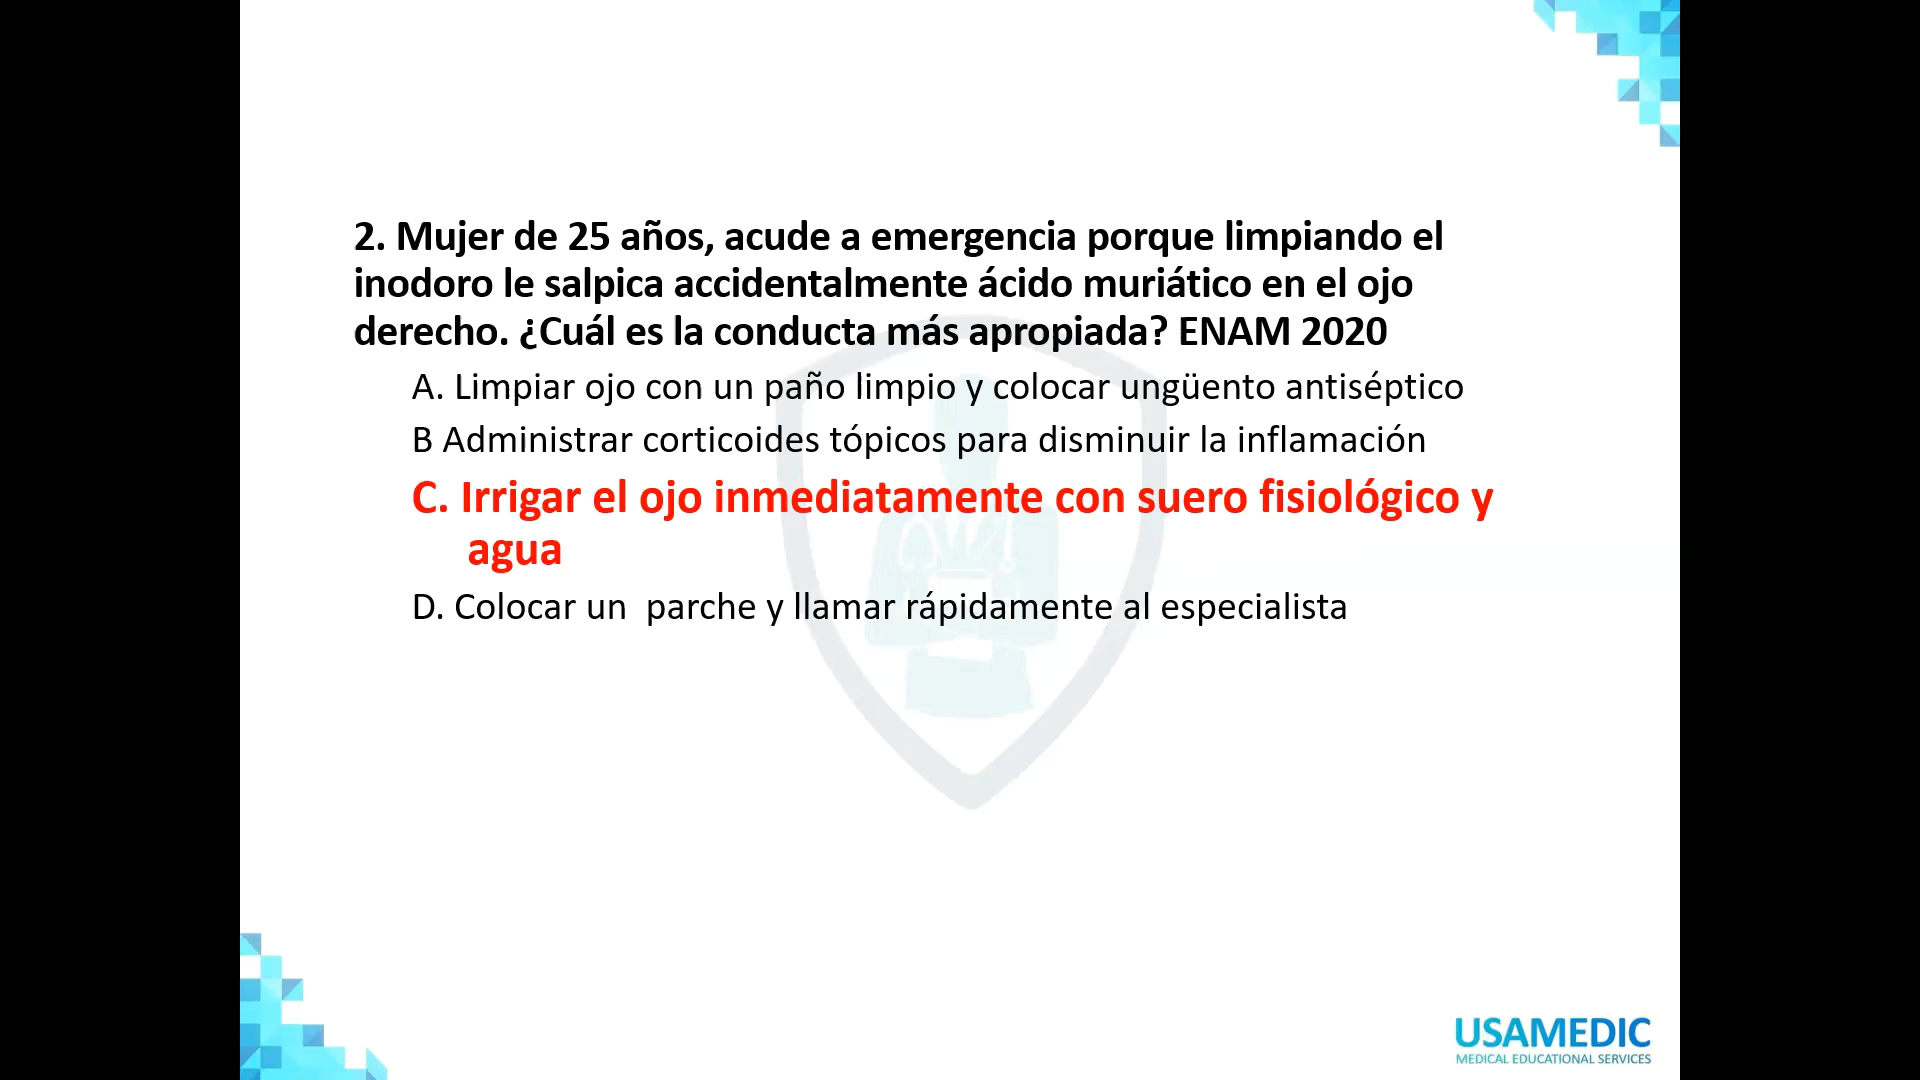 2. Mujer de 25 años, acude a emergencia porque limpiando el
inodoro le salpica accidentalmente ácido muriático en el ojo
derecho. ¿Cuál es la conducta más apropiada? ENAM 2020
A. Limpiar ojo con un paño limpio y colocar ungüento antiséptico
B Administrar corticoides tópicos para disminuir la inflamación
C. Irrigar el ojo inmediatamente con suero fisiológico y
agua
D. Colocar un  parche y llamar rápidamente al especialista
USAMEDIC
MEDICAL EDUCATIONAL SERVICES